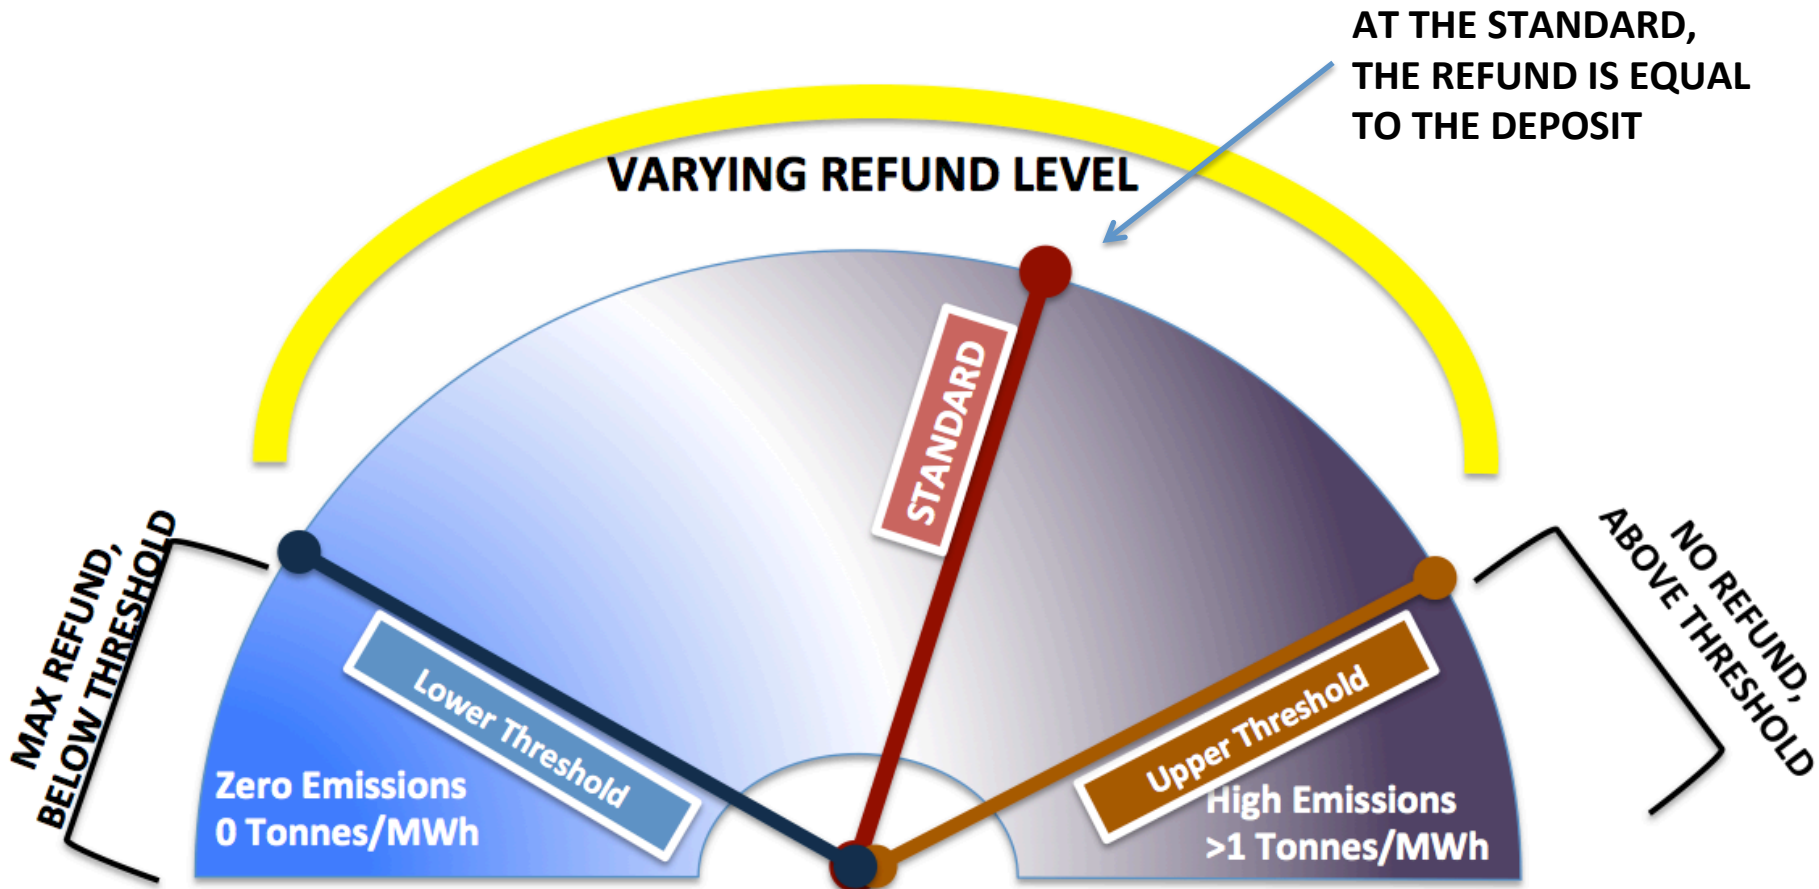 AT THE STANDARD,
THE REFUND IS EQUAL
TO THE DEPOSIT
VARYING REFUND LEVEL
STANDARD
MAX REFUND,
BELOW THRESHOLD
Lower Threshold
Zero Emissions
0 Tonnes/MWh
Upper Threshold
High Emissions
>1 Tonnes/MWh
NO REFUND,
ABOVE THRESHOLD